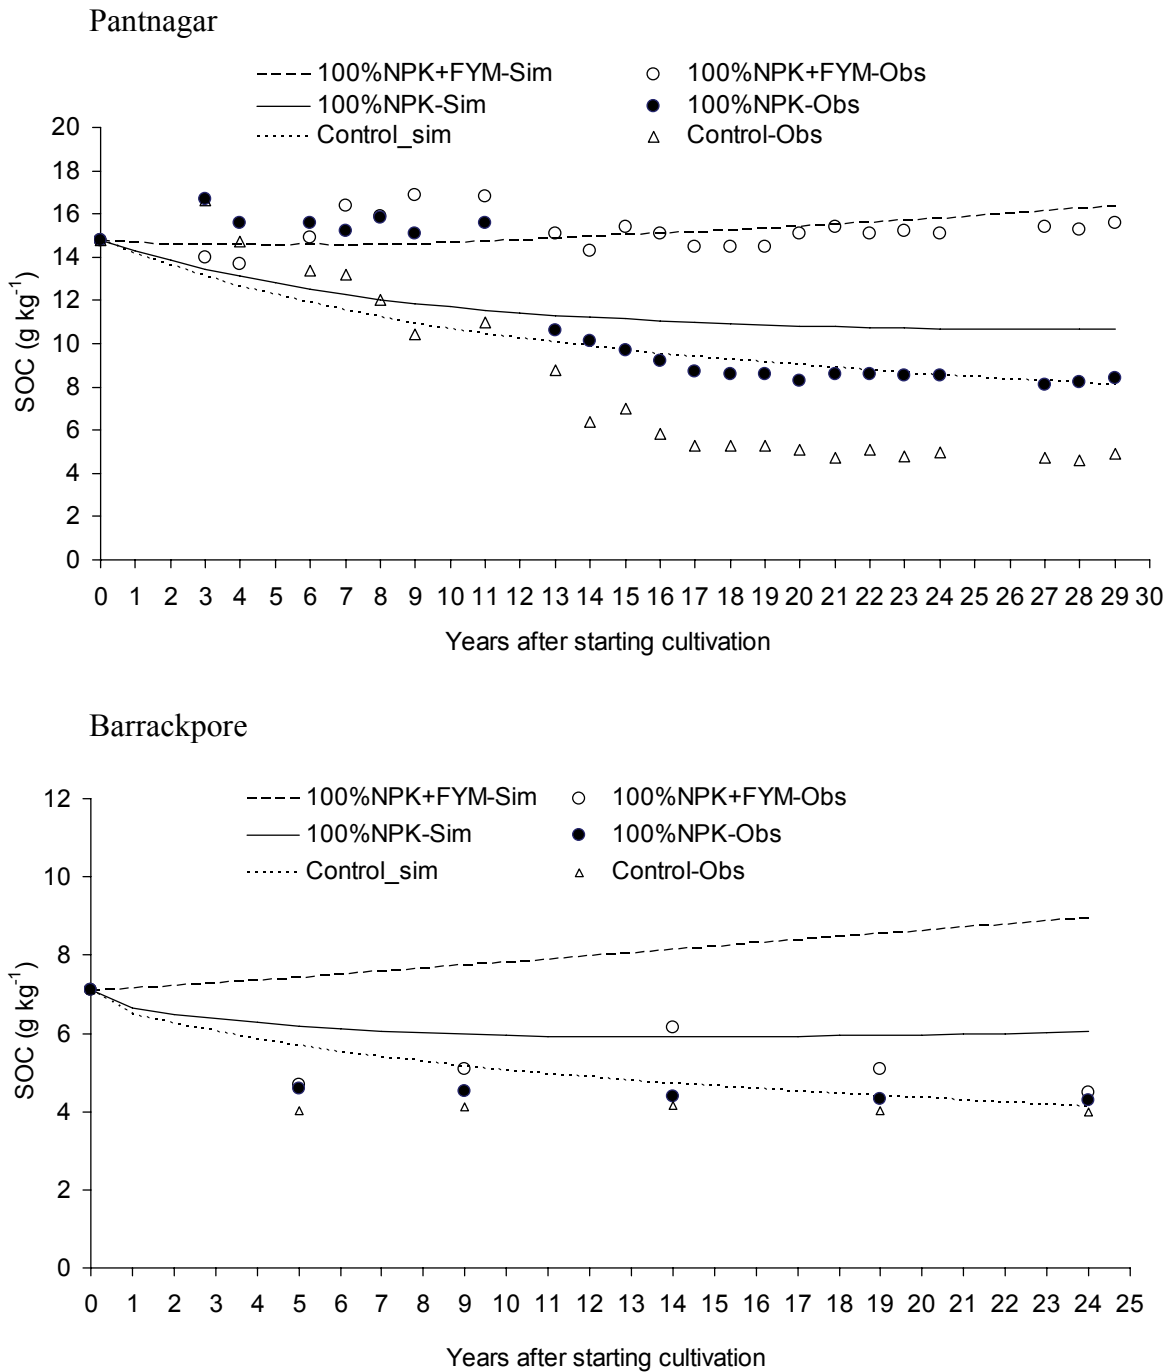 Pantnagar
100%NPK+FYM-Sim 100%NPK+FYM-Obs
100%NPK-Sim 100%NPK-Obs
Control_sim Control-Obs
20
18
16
14
12
10
8
6
4
2
0
SOC (g kg⁻¹)
0 1 2 3 4 5 6 7 8 9 10 11 12 13 14 15 16 17 18 19 20 21 22 23 24 25 26 27 28 29 30
Years after starting cultivation
Barrackpore
100%NPK+FYM-Sim 100%NPK+FYM-Obs
100%NPK-Sim 100%NPK-Obs
Control_sim Control-Obs
12
10
8
6
4
2
0
SOC (g kg⁻¹)
0 1 2 3 4 5 6 7 8 9 10 11 12 13 14 15 16 17 18 19 20 21 22 23 24 25
Years after starting cultivation